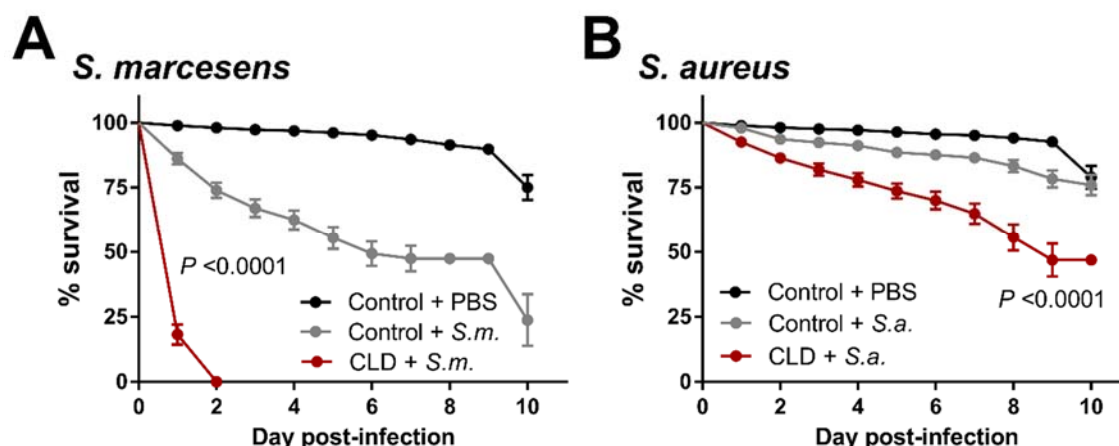 A
S. marcesens
% survival
100
75
50
25
0
P <0.0001
Control + PBS
Control + S.m.
CLD + S.m.
0 2 4 6 8 10
Day post-infection
B
S. aureus
% survival
100
75
50
25
0
Control + PBS
Control + S.a.
CLD + S.a.
P <0.0001
0 2 4 6 8 10
Day post-infection